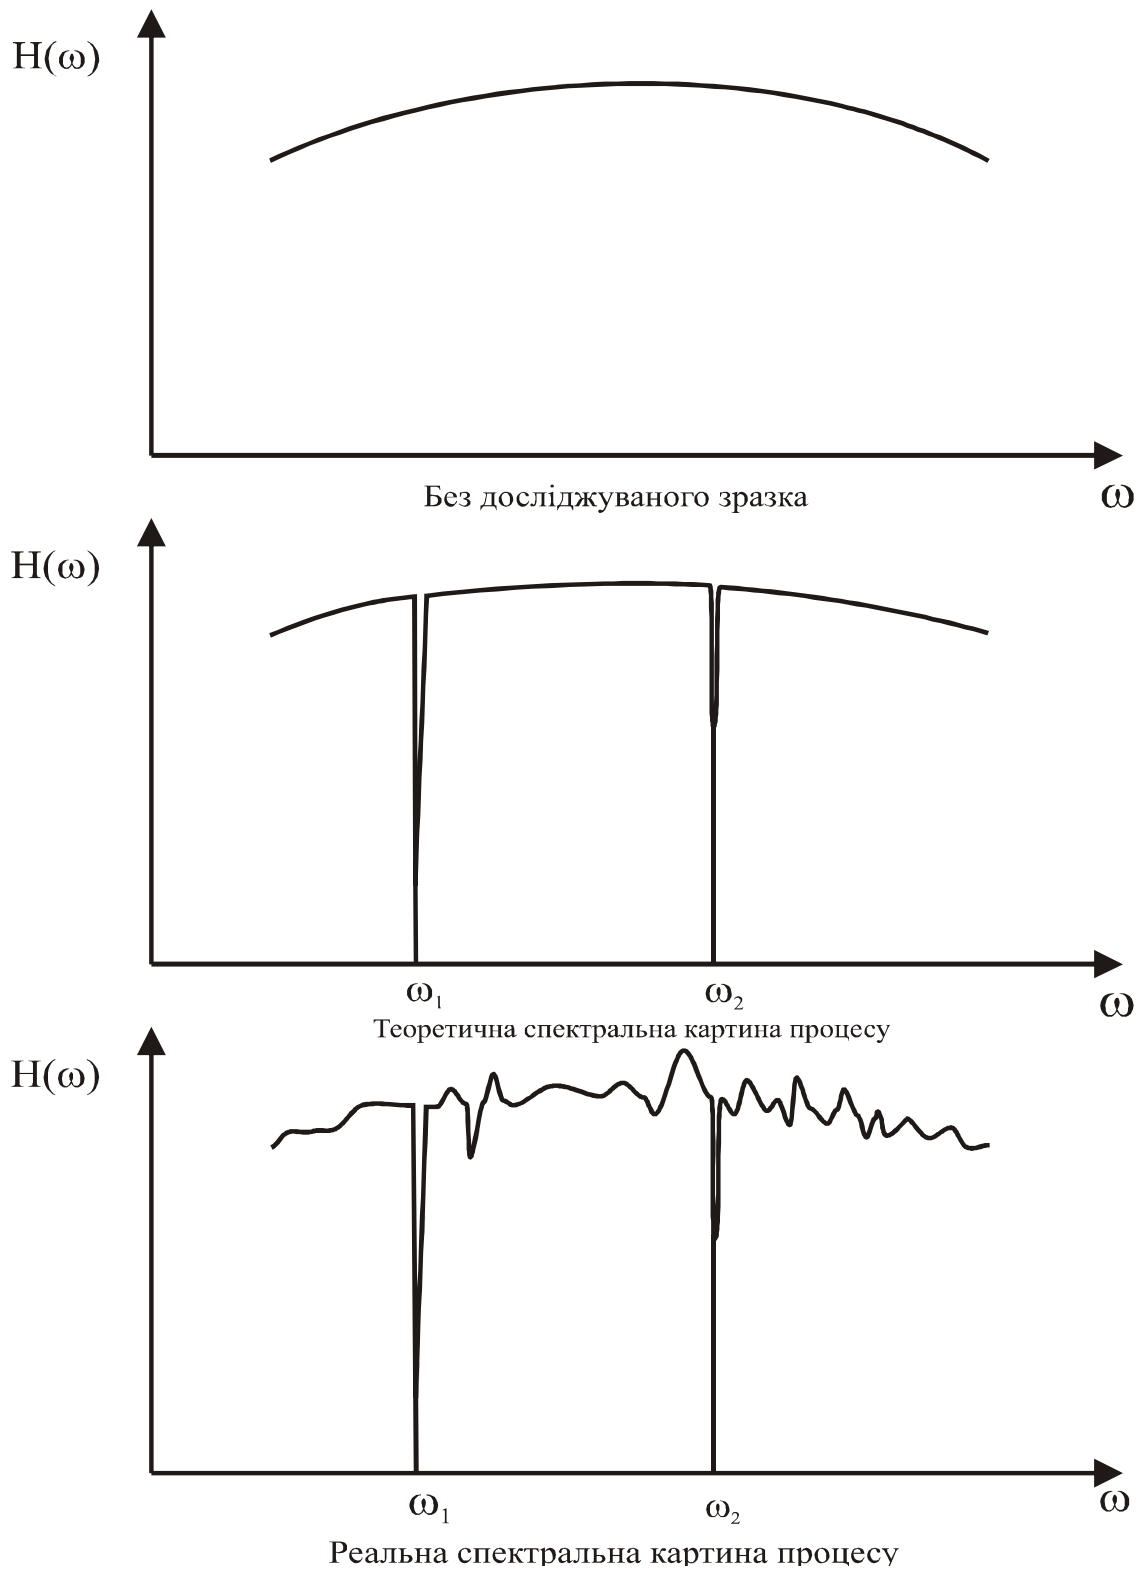 H(ω)
Без досліджуваного зразка
ω
H(ω)
ω₁
ω₂
ω
Теоретична спектральна картина процесу
H(ω)
ω₁
ω₂
ω
Реальна спектральна картина процесу